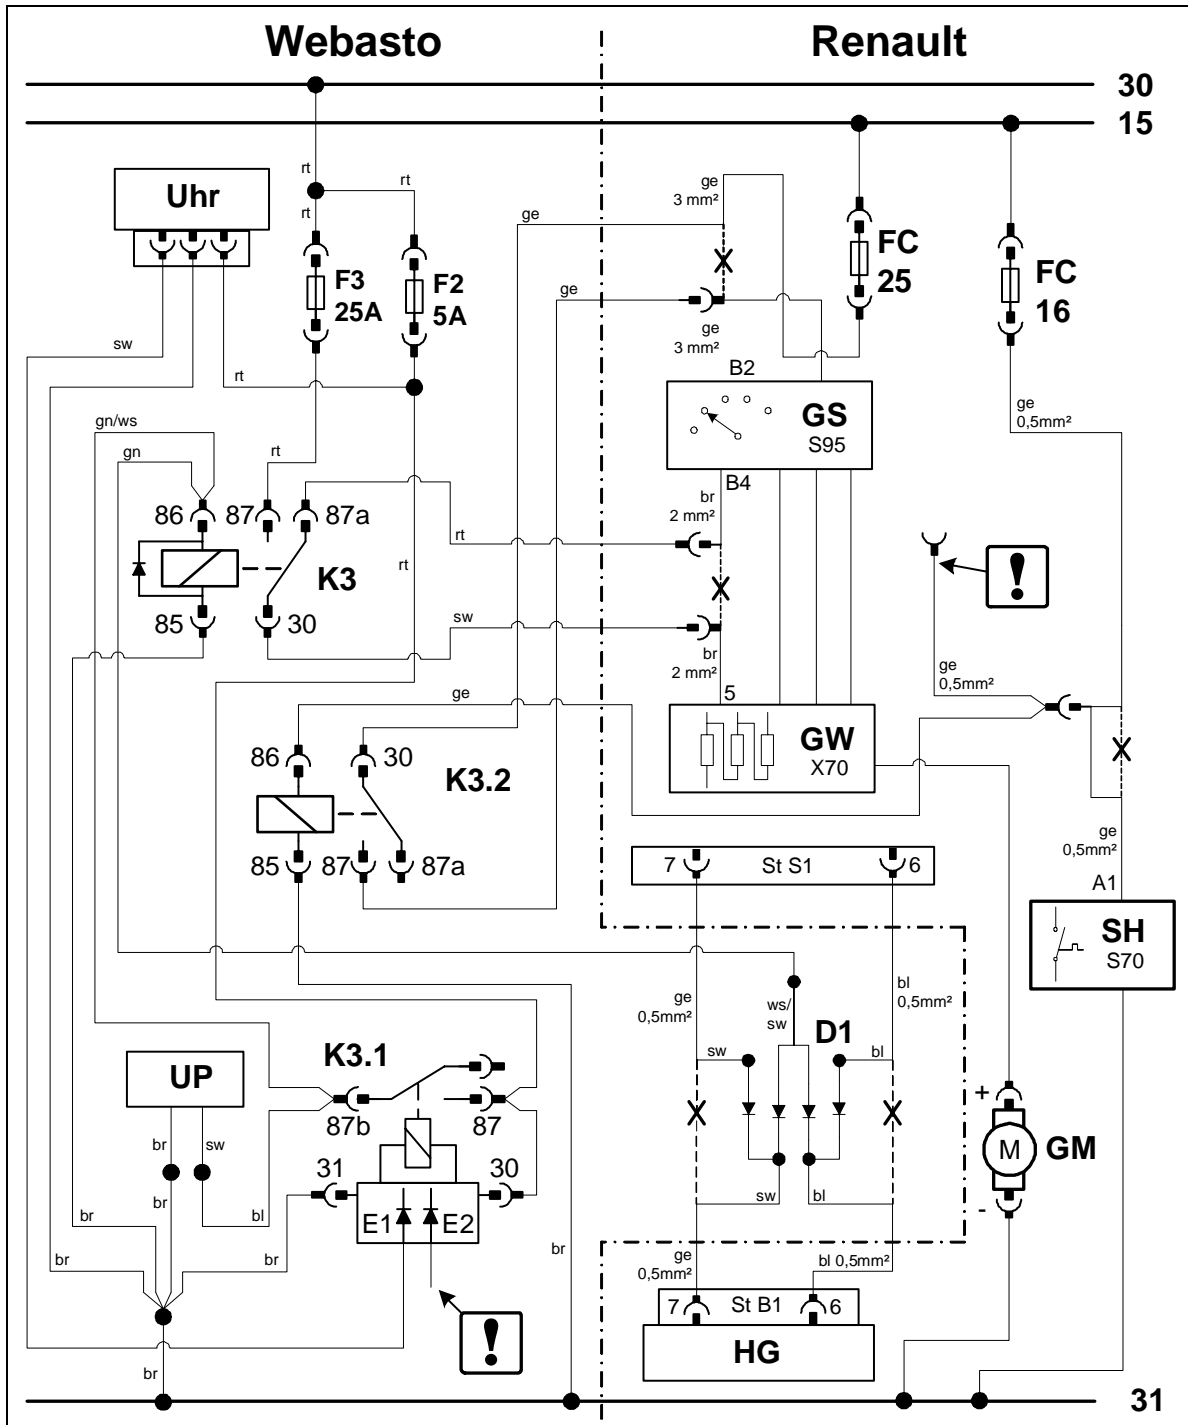 Webasto
Renault
30
15
Uhr
rt
rt
rt
ge
ge
3 mm²
F3
25A
F2
5A
FC
25
FC
16
ge
ge
3 mm²
sw
rt
B2
gn/ws
gn
rt
GS
S95
ge
0,5mm²
B4
br
2 mm²
86
87
87a
rt
rt
K3
85
30
sw
br
2 mm²
ge
0,5mm²
!
ge
5
GW
X70
86
30
K3.2
85
87
87a
7
St S1
6
ge
0,5mm²
A1
SH
S70
ge
0,5mm²
ws/
sw
bl
0,5mm²
D1
sw
bl
K3.1
UP
87b
87
br
sw
31
30
br
bl
E1
E2
br
br
br
br
sw
bl
+
M
GM
-
ge
0,5mm²
bl 0,5mm²
7
St B1
6
HG
!
br
31